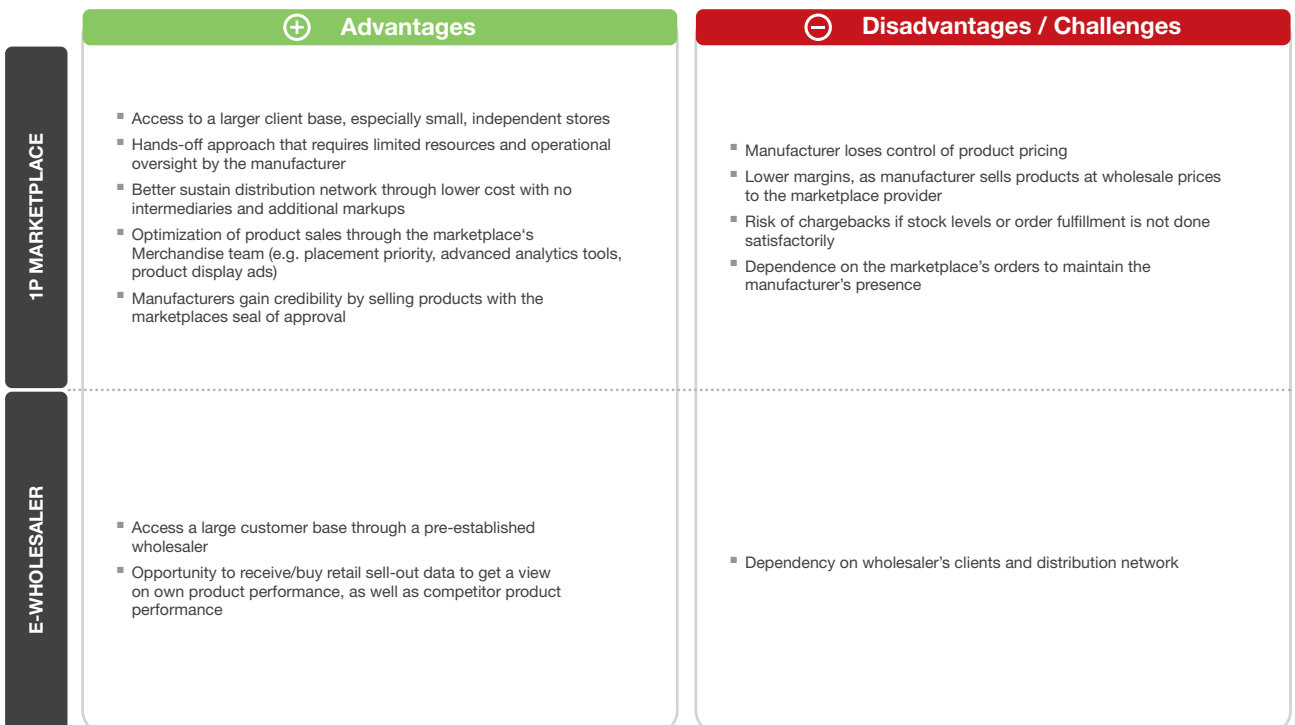 Advantages
Disadvantages / Challenges
1P MARKETPLACE
▪ Access to a larger client base, especially small, independent stores
▪ Hands-off approach that requires limited resources and operational
oversight by the manufacturer
▪ Better sustain distribution network through lower cost with no
intermediaries and additional markups
▪ Optimization of product sales through the marketplace‘s
Merchandise team (e.g. placement priority, advanced analytics tools,
product display ads)
▪ Manufacturers gain credibility by selling products with the
marketplaces seal of approval
▪ Manufacturer loses control of product pricing
▪ Lower margins, as manufacturer sells products at wholesale prices
to the marketplace provider
▪ Risk of chargebacks if stock levels or order fulfillment is not done
satisfactorily
▪ Dependence on the marketplace’s orders to maintain the
manufacturer’s presence
E-WHOLESALER
▪ Access a large customer base through a pre-established
wholesaler
▪ Opportunity to receive/buy retail sell-out data to get a view
on own product performance, as well as competitor product
performance
▪ Dependency on wholesaler’s clients and distribution network